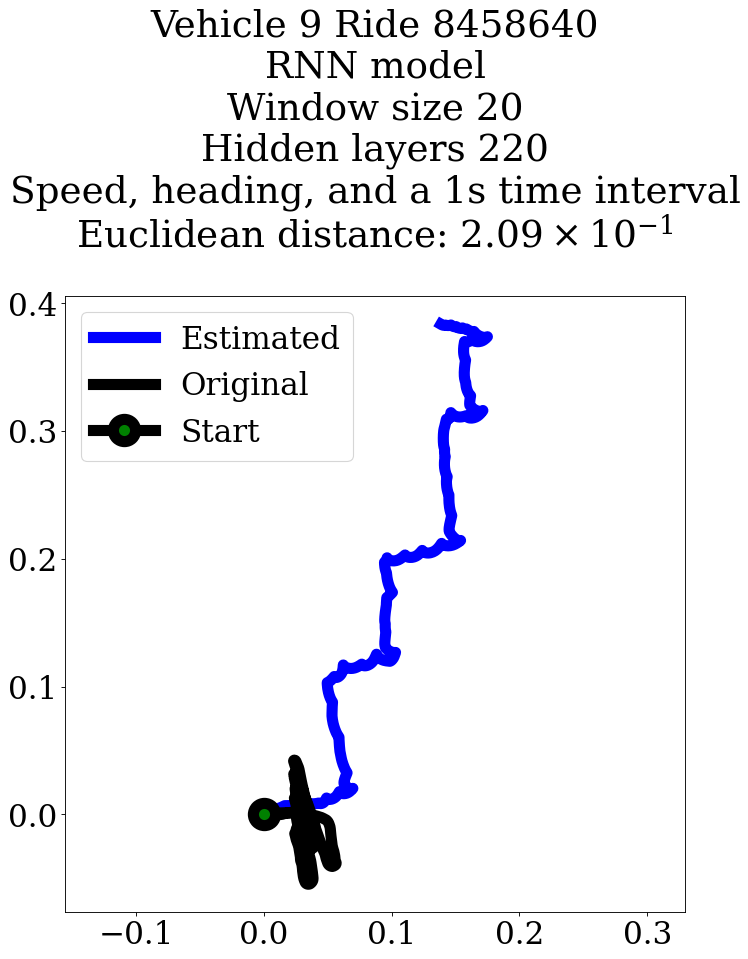 Vehicle 9 Ride 8458640
RNN model
Window size 20
Hidden layers 220
Speed, heading, and a 1s time interval
Euclidean distance: 2.09 × 10⁻¹
Estimated
Original
Start
0.4
0.3
0.2
0.1
0.0
−0.1 0.0 0.1 0.2 0.3